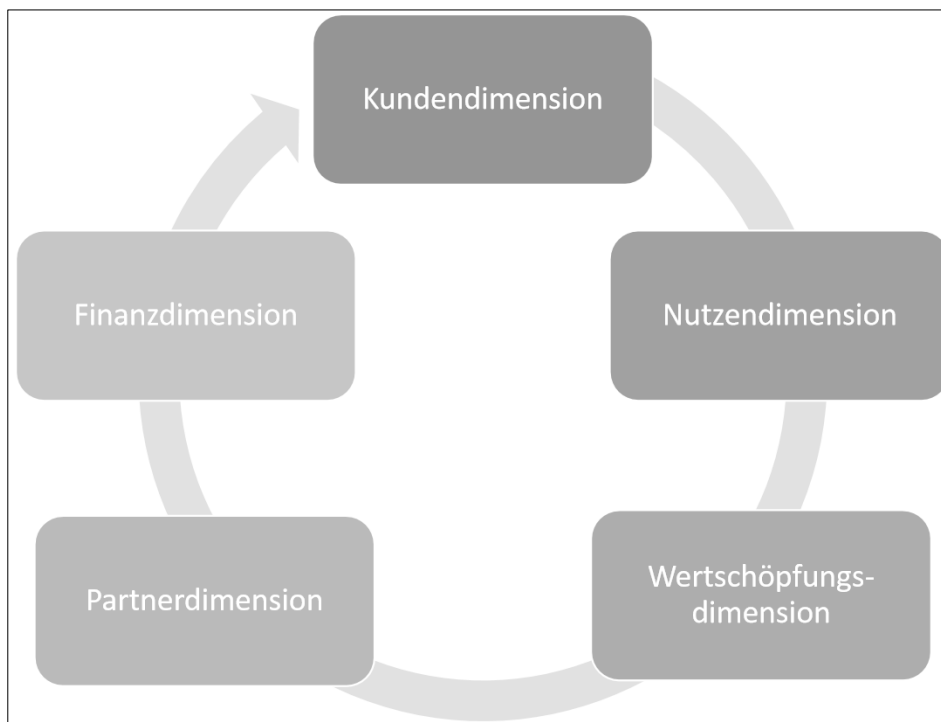 Kundendimension
Nutzendimension
Wertschöpfungs-
dimension
Partnerdimension
Finanzdimension